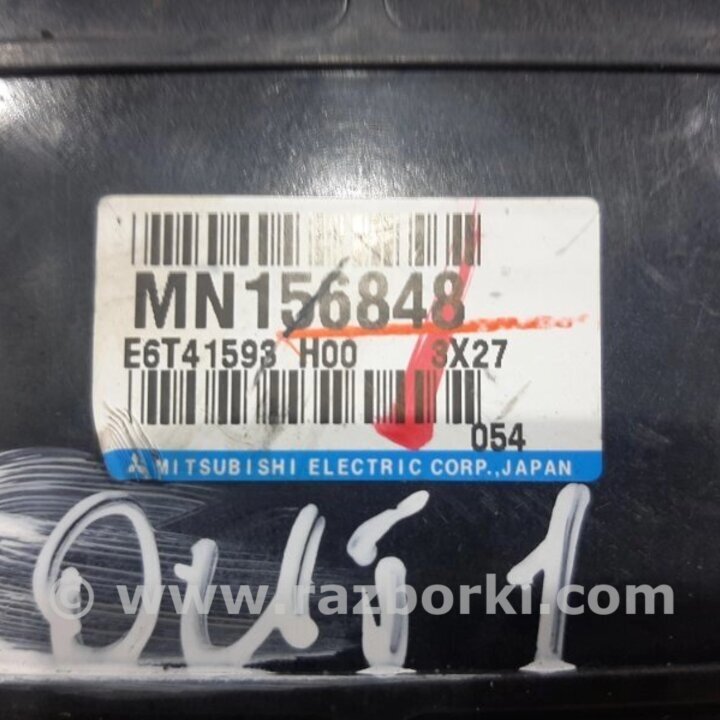 MN156848
E6T41593 H00 3X27
054
MITSUBISHI ELECTRIC CORP.,JAPAN
© www.razborki.com